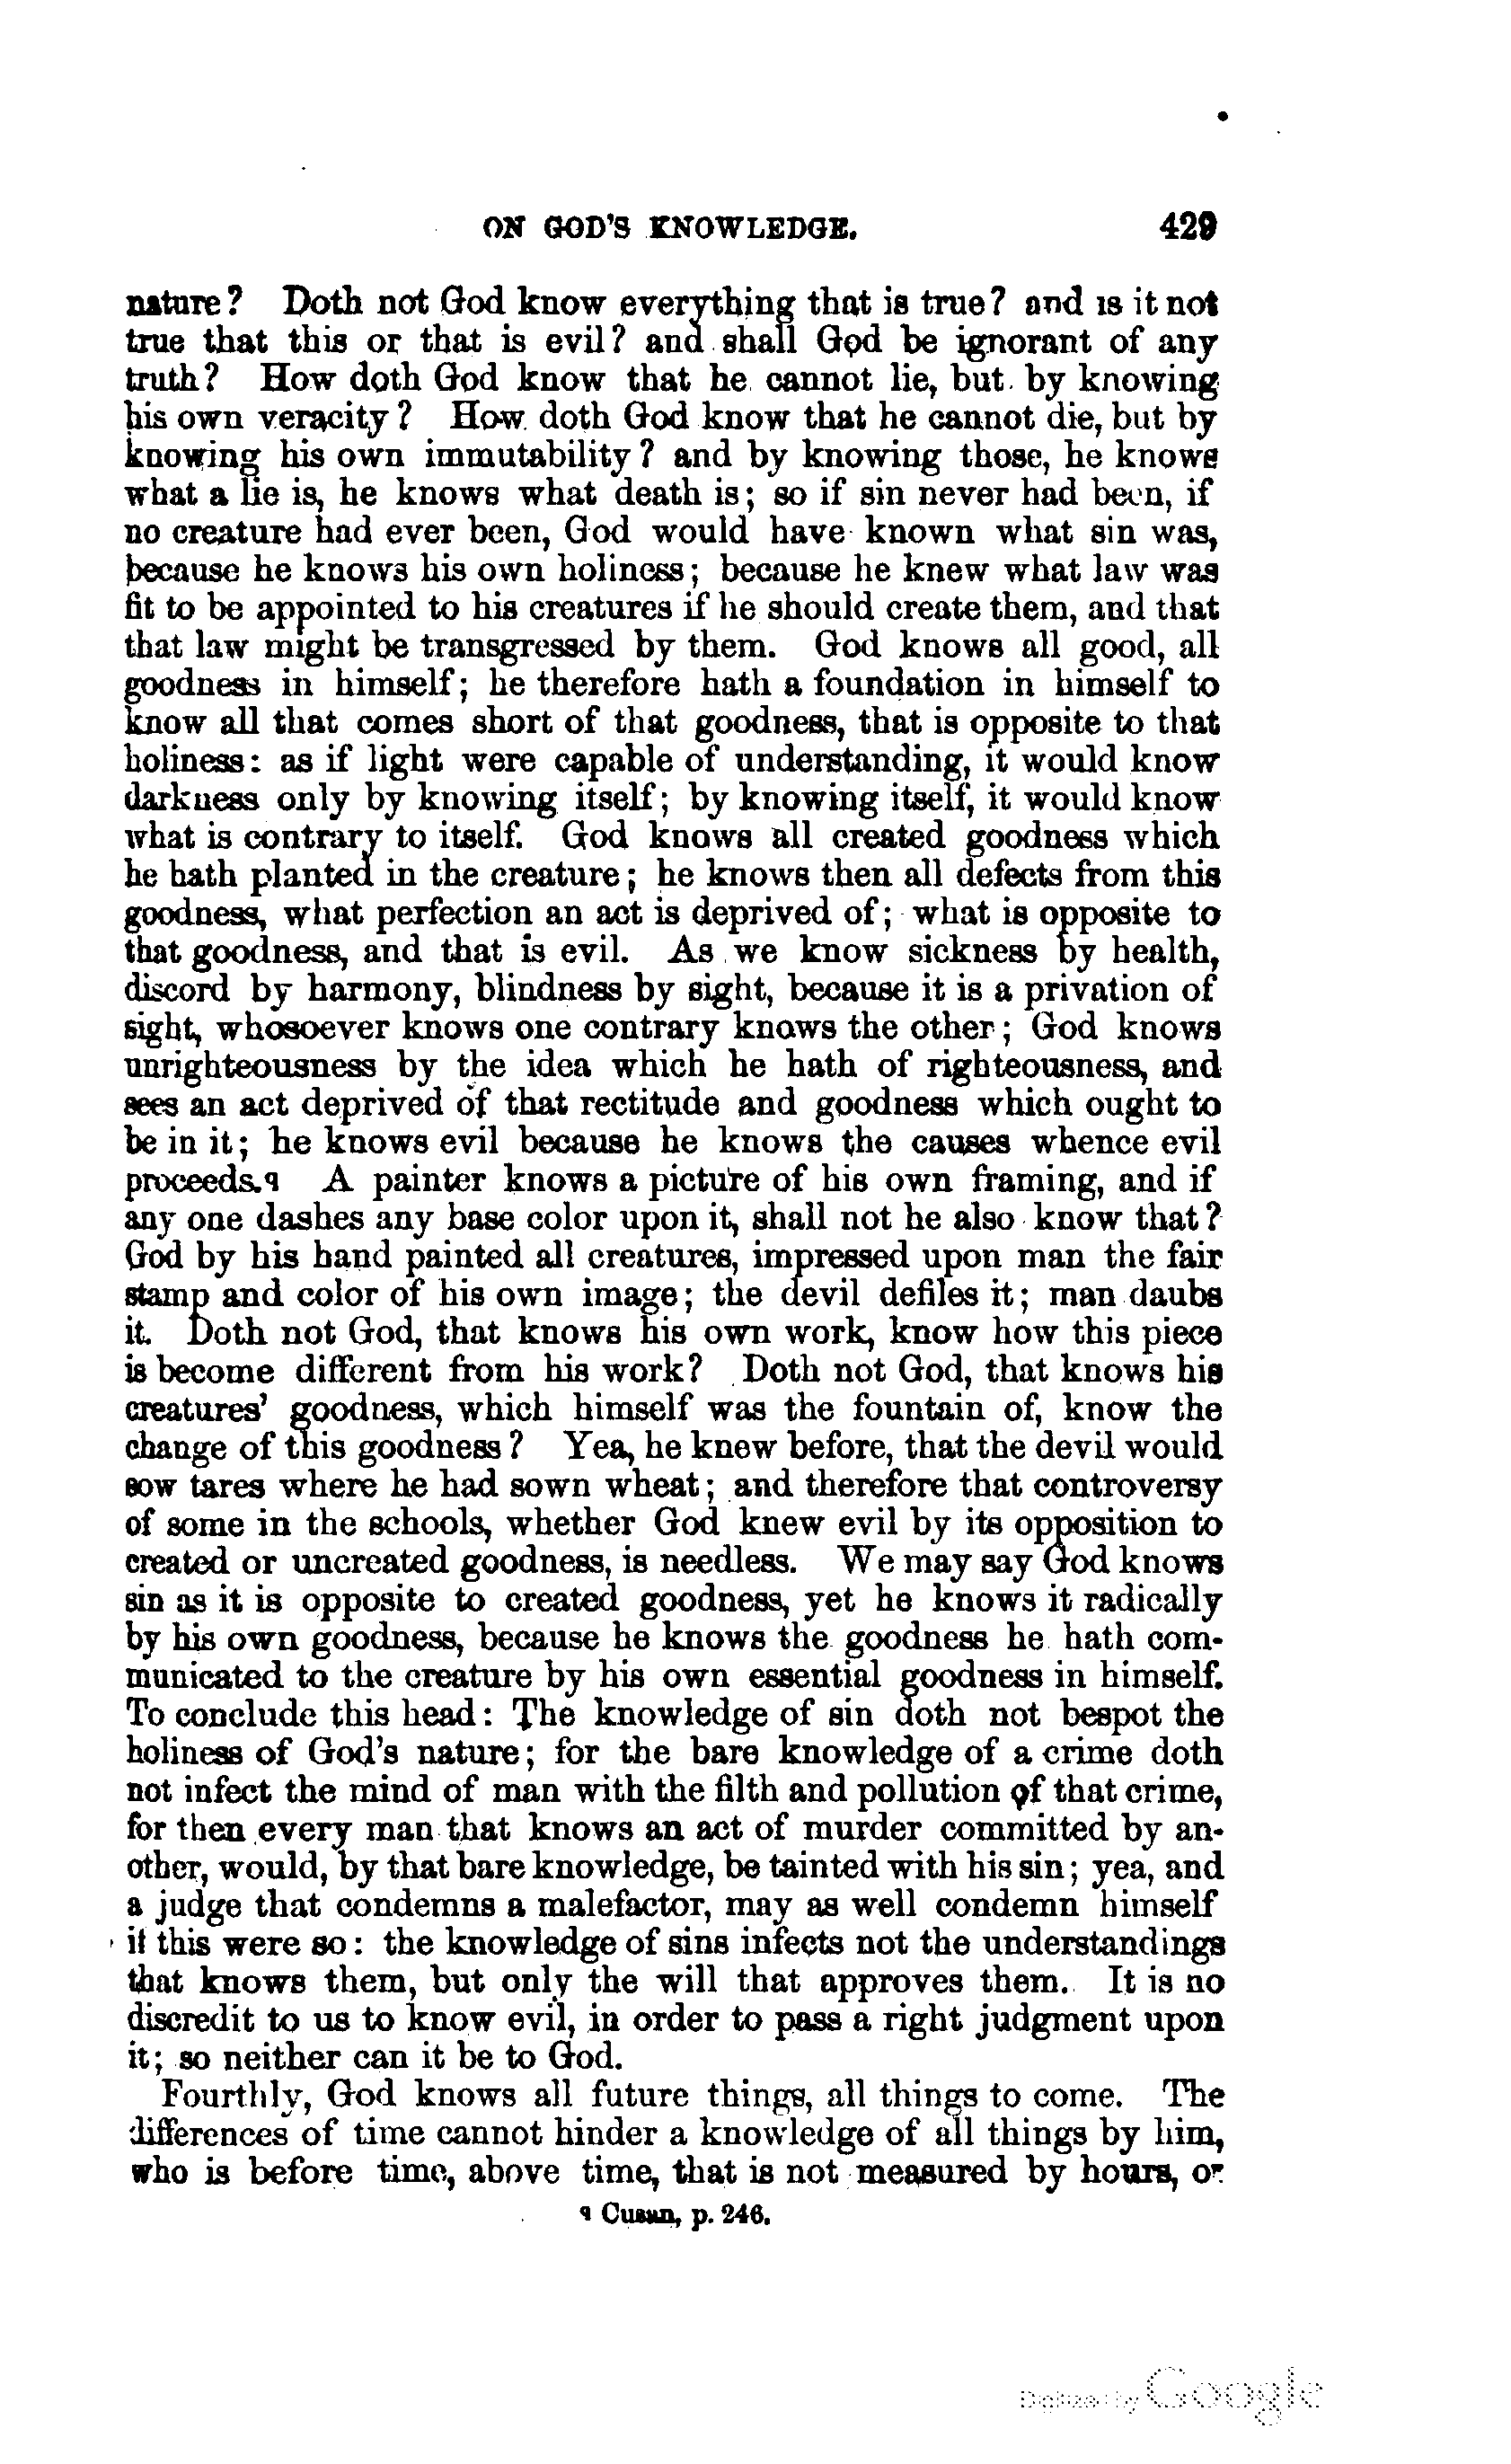 ON GOD'S KNOWLEDGE. 429
nature? Doth not God know everything that is true? and is it not
true that this or that is evil? and shall God be ignorant of any
truth? How doth God know that he cannot lie, but by knowing
his own veracity? How doth God know that he cannot die, but by
knowing his own immutability? and by knowing those, he knows
what a lie is, he knows what death is; so if sin never had been, if
no creature had ever been, God would have known what sin was,
because he knows his own holiness; because he knew what law was
fit to be appointed to his creatures if he should create them, and that
that law might be transgressed by them. God knows all good, all
goodness in himself; he therefore hath a foundation in himself to
know all that comes short of that goodness, that is opposite to that
holiness: as if light were capable of understanding, it would know
darkness only by knowing itself; by knowing itself, it would know
what is contrary to itself. God knows all created goodness which
he hath planted in the creature; he knows then all defects from this
goodness, what perfection an act is deprived of; what is opposite to
that goodness, and that is evil. As we know sickness by health,
discord by harmony, blindness by sight, because it is a privation of
sight, whosoever knows one contrary knows the other; God knows
unrighteousness by the idea which he hath of righteousness, and
sees an act deprived of that rectitude and goodness which ought to
be in it; he knows evil because he knows the causes whence evil
proceeds.q A painter knows a picture of his own framing, and if
any one dashes any base color upon it, shall not he also know that?
God by his hand painted all creatures, impressed upon man the fair
stamp and color of his own image; the devil defiles it; man daubs
it. Doth not God, that knows his own work, know how this piece
is become different from his work? Doth not God, that knows his
creatures' goodness, which himself was the fountain of, know the
change of this goodness? Yea, he knew before, that the devil would
sow tares where he had sown wheat; and therefore that controversy
of some in the schools, whether God knew evil by its opposition to
created or uncreated goodness, is needless. We may say God knows
sin as it is opposite to created goodness, yet he knows it radically
by his own goodness, because he knows the goodness he hath com-
municated to the creature by his own essential goodness in himself.
To conclude this head: The knowledge of sin doth not bespot the
holiness of God's nature; for the bare knowledge of a crime doth
not infect the mind of man with the filth and pollution of that crime,
for then every man that knows an act of murder committed by an-
other, would, by that bare knowledge, be tainted with his sin; yea, and
a judge that condemns a malefactor, may as well condemn himself
if this were so: the knowledge of sins infects not the understandings
that knows them, but only the will that approves them. It is no
discredit to us to know evil, in order to pass a right judgment upon
it; so neither can it be to God.
Fourthly, God knows all future things, all things to come. The
differences of time cannot hinder a knowledge of all things by him,
who is before time, above time, that is not measured by hours, or
q Cusan, p. 246.
Digitized by Google